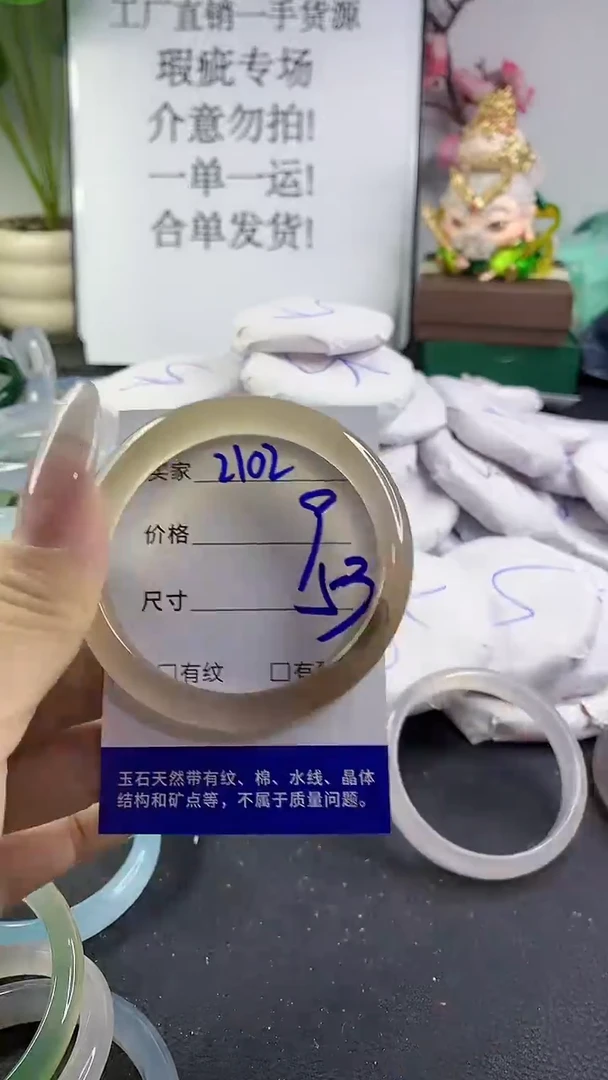 工厂直销一手货源
瑕疵专场
介意勿拍!
一单一运!
合单发货!
买家 2102
价格
尺寸 53
□有纹 □有
玉石天然带有纹、棉、水线、晶体
结构和矿点等，不属于质量问题。